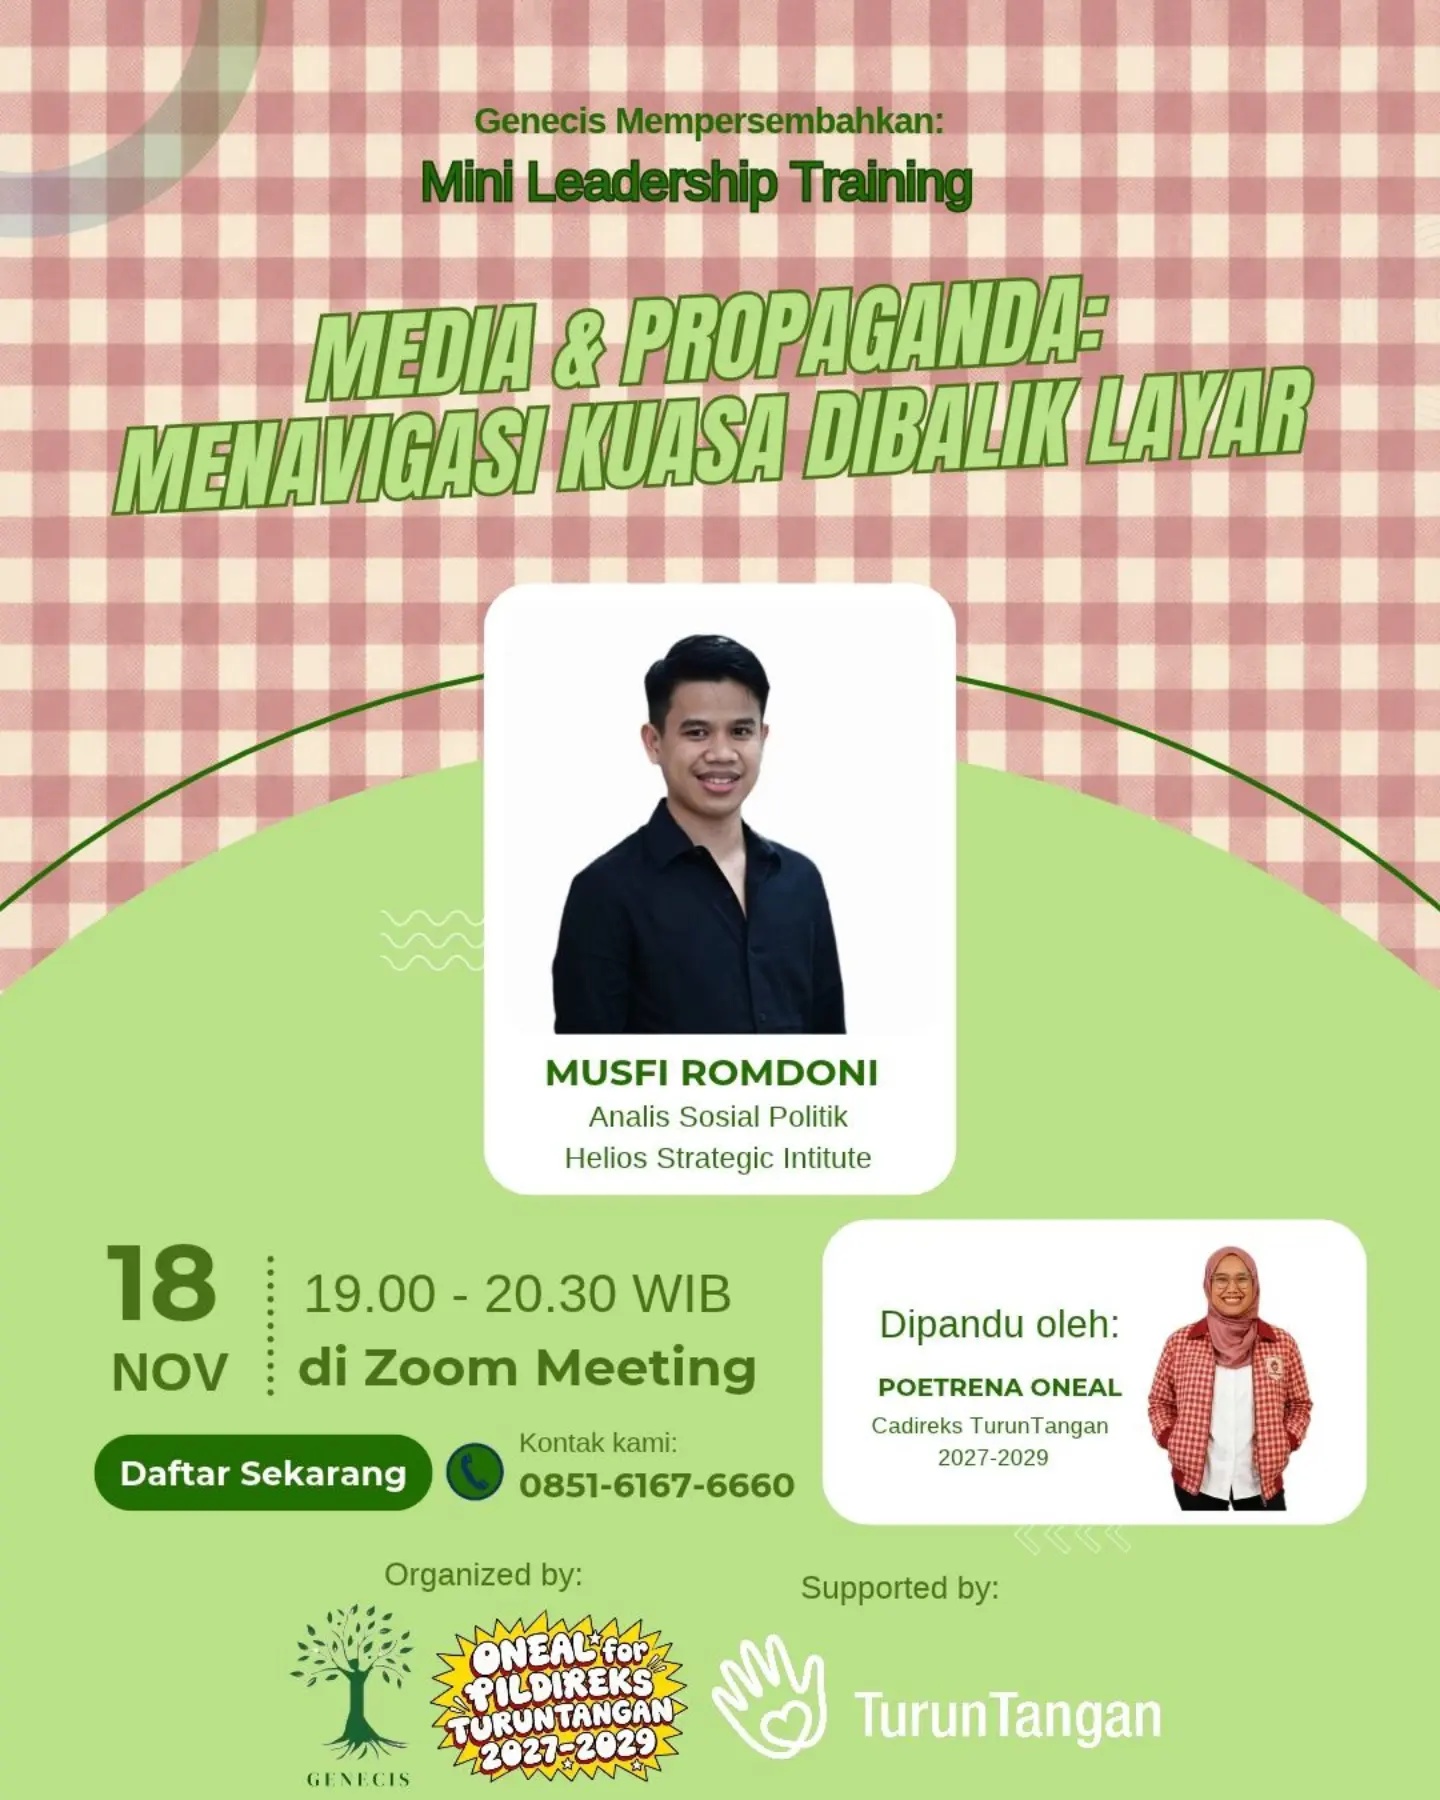 Genecis Mempersembahkan:
Mini Leadership Training
MEDIA & PROPAGANDA:
MENAVIGASI KUASA DIBALIK LAYAR
MUSFI ROMDONI
Analis Sosial Politik
Helios Strategic Intitute
18
NOV
19.00 - 20.30 WIB
di Zoom Meeting
Daftar Sekarang
Kontak kami:
0851-6167-6660
Dipandu oleh:
POETRENA ONEAL
Cadireks TurunTangan
2027-2029
Organized by:
GENECIS
ONEAL for
PILDIREKS
TURUNTANGAN
2027-2029
Supported by:
TurunTangan